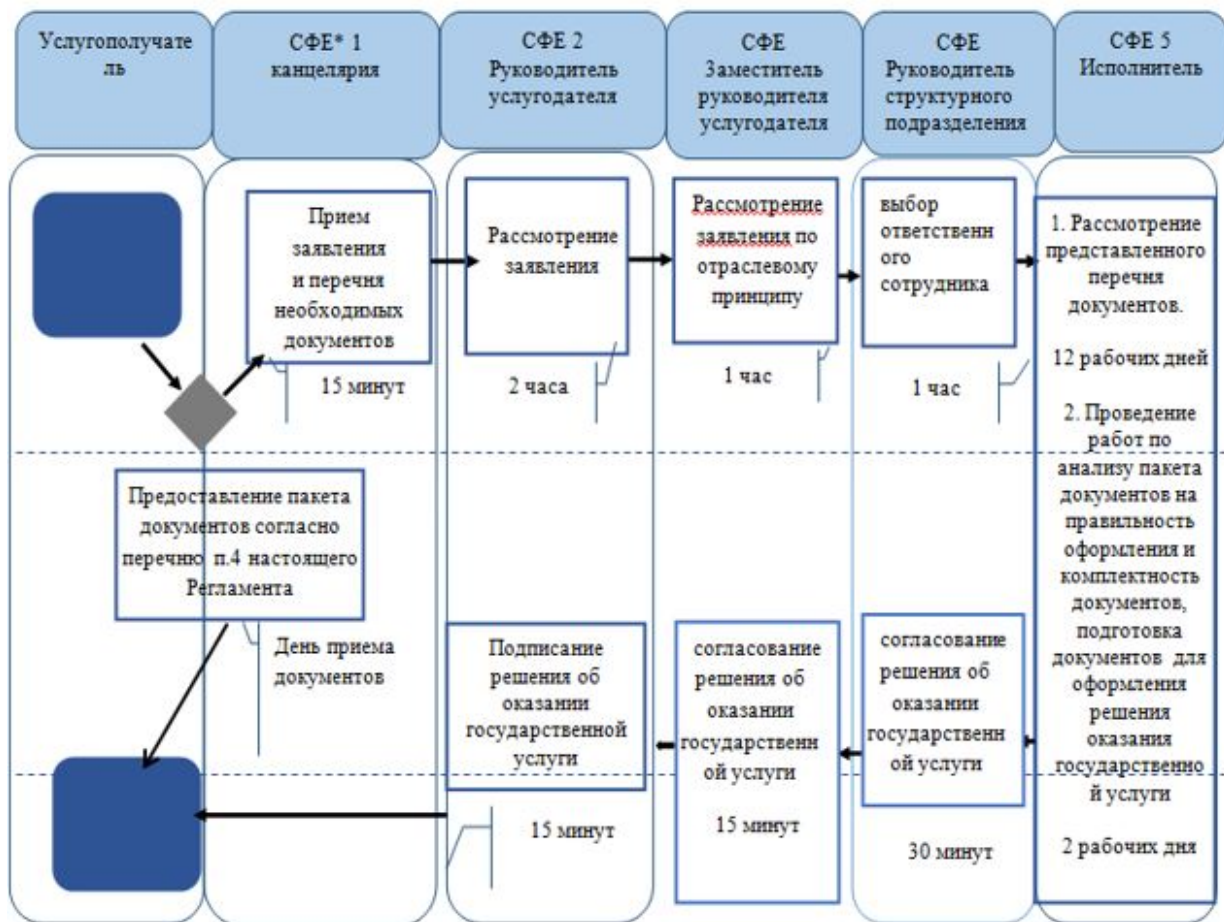 Услугополучате
ль
СФЕ* 1
канцелярия
СФЕ 2
Руководитель
услугодателя
СФЕ
Заместитель
руководителя
услугодателя
СФЕ
Руководитель
структурного
подразделения
СФЕ 5
Исполнитель
Прием
заявления
и перечня
необходимых
документов
15 минут
Рассмотрение
заявления
2 часа
Рассмотрение
заявления по
отраслевому
принципу
1 час
выбор
ответственн
ого
сотрудника
1 час
1. Рассмотрение
представленного
перечня
документов.
12 рабочих дней
2. Проведение
работ по
анализу пакета
документов на
правильность
оформления и
комплектность
документов,
подготовка
документов для
оформления
решения
оказания
государственно
й услуги
2 рабочих дня
Предоставление пакета
документов согласно
перечню п.4 настоящего
Регламента
День приема
документов
Подписание
решения об
оказании
государственной
услуги
15 минут
согласование
решения об
оказании
государственн
ой услуги
15 минут
согласование
решения об
оказании
государственн
ой услуги
30 минут